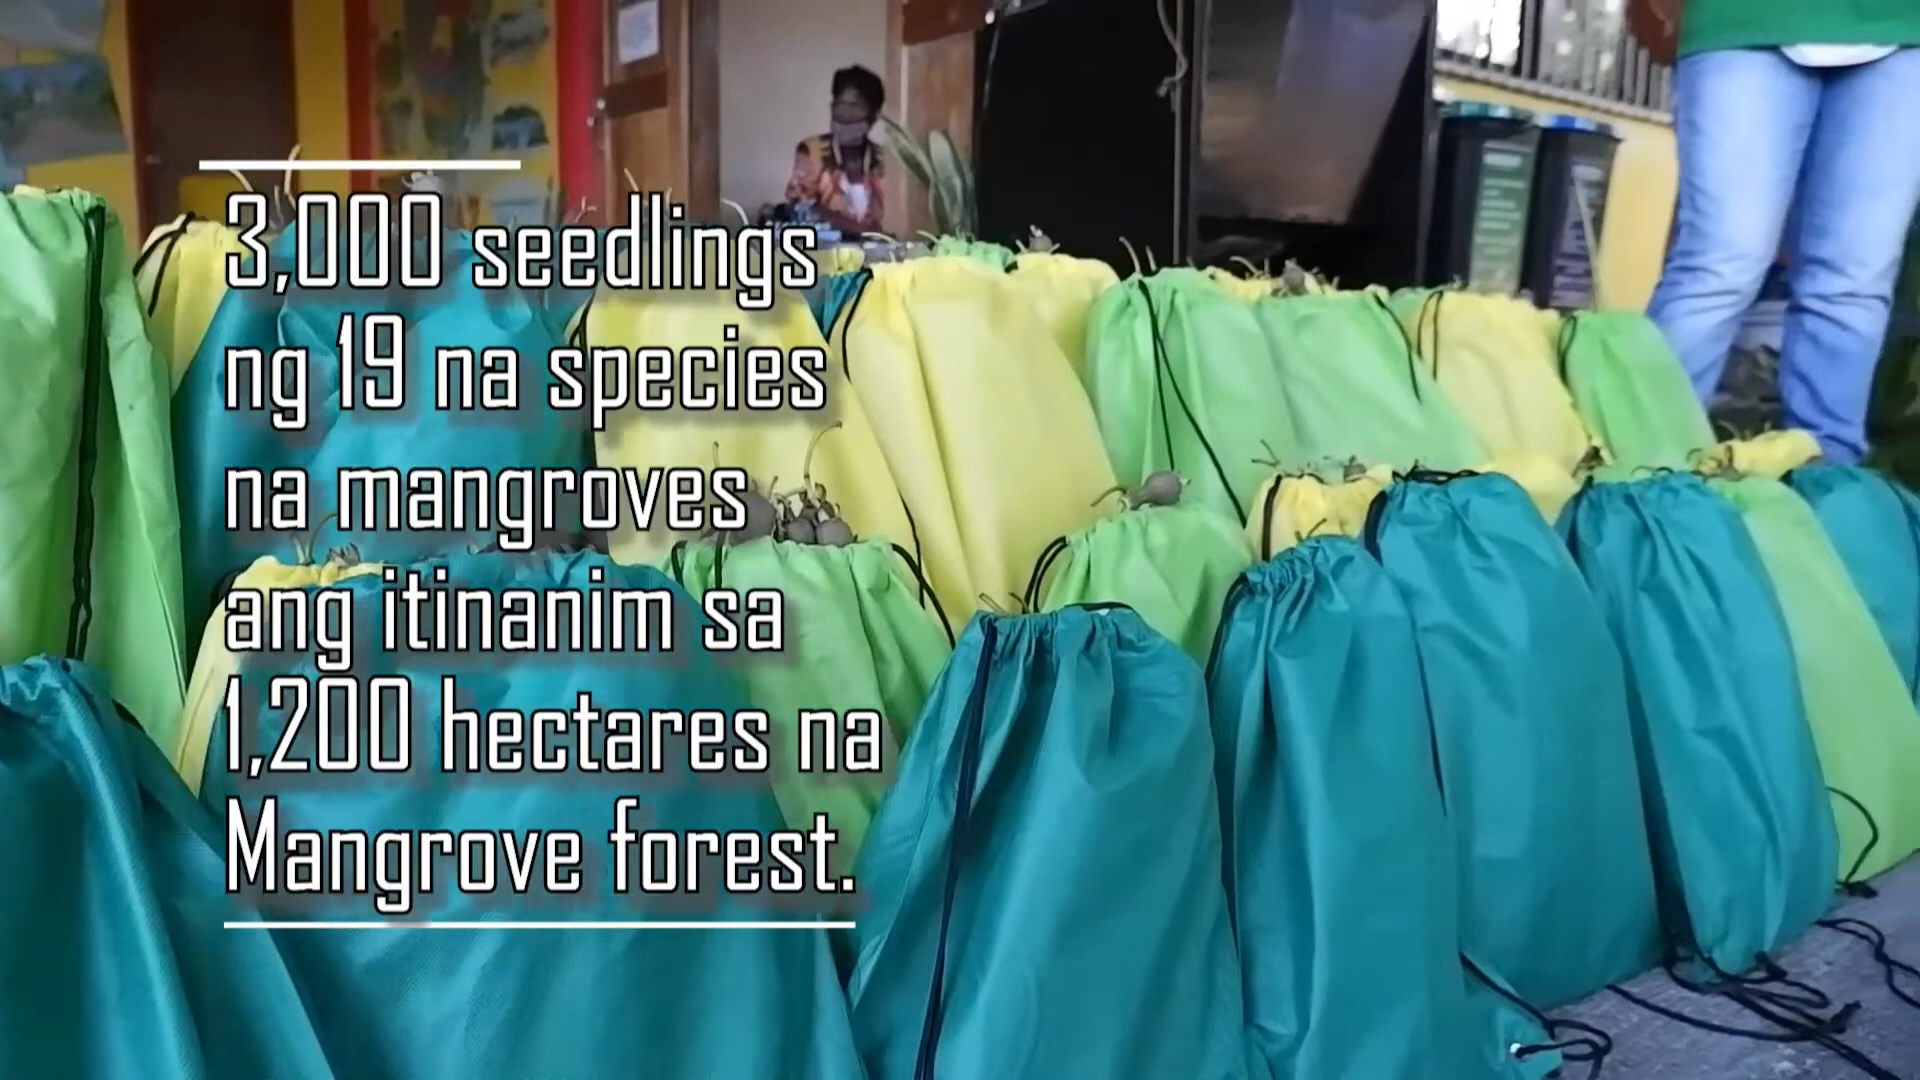 3,000 seedlings
ng 19 na species
na mangroves
ang itinanim sa
1,200 hectares na
Mangrove forest.